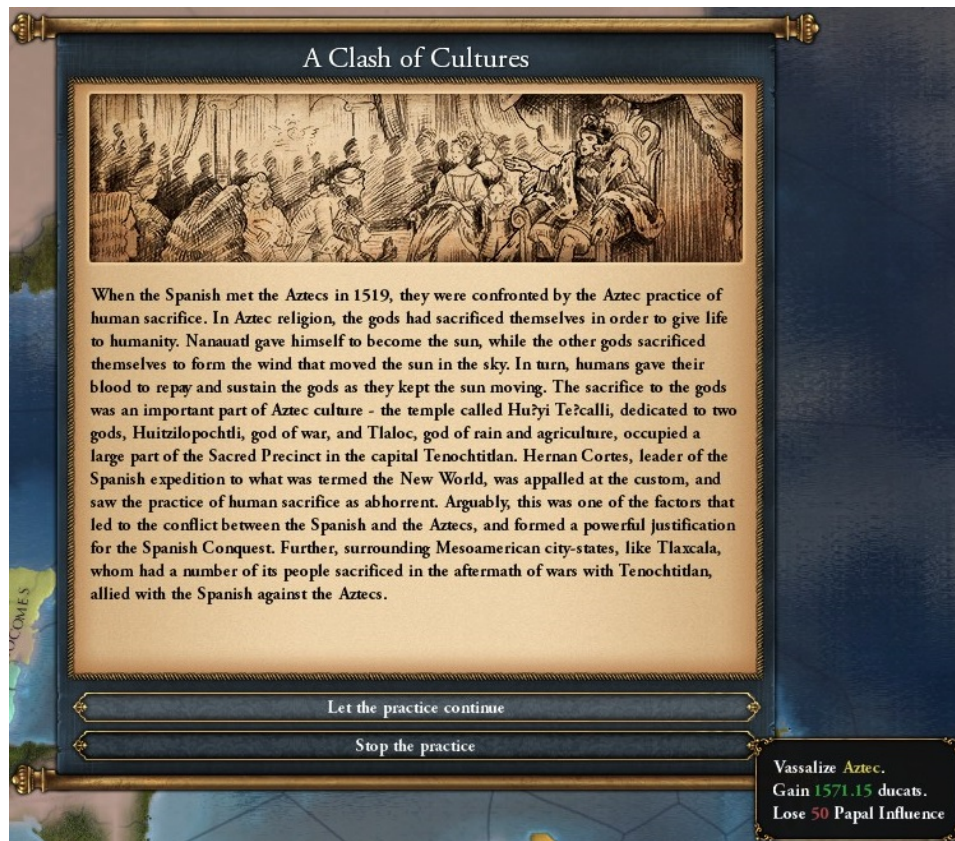 A Clash of Cultures
When the Spanish met the Aztecs in 1519, they were confronted by the Aztec practice of
human sacrifice. In Aztec religion, the gods had sacrificed themselves in order to give life
to humanity. Nanauatl gave himself to become the sun, while the other gods sacrificed
themselves to form the wind that moved the sun in the sky. In turn, humans gave their
blood to repay and sustain the gods as they kept the sun moving. The sacrifice to the gods
was an important part of Aztec culture - the temple called Hu?yi Te?calli, dedicated to two
gods, Huitzilopochtli, god of war, and Tlaloc, god of rain and agriculture, occupied a
large part of the Sacred Precinct in the capital Tenochtitlan. Hernan Cortes, leader of the
Spanish expedition to what was termed the New World, was appalled at the custom, and
saw the practice of human sacrifice as abhorrent. Arguably, this was one of the factors that
led to the conflict between the Spanish and the Aztecs, and formed a powerful justification
for the Spanish Conquest. Further, surrounding Mesoamerican city-states, like Tlaxcala,
whom had a number of its people sacrificed in the aftermath of wars with Tenochtitlan,
allied with the Spanish against the Aztecs.
OCOMES
Let the practice continue
Stop the practice
Vassalize Aztec.
Gain 1571.15 ducats.
Lose 50 Papal Influence